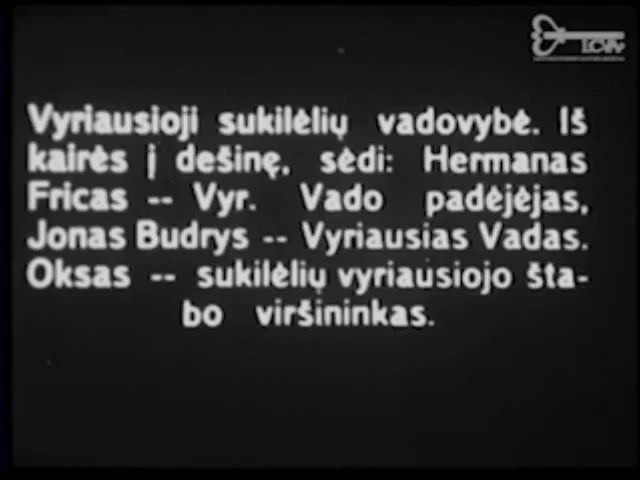 LCVA
Vyriausioji sukilėlių vadovybė. Iš
kairės į dešinę, sėdi: Hermanas
Fricas -- Vyr. Vado padėjėjas,
Jonas Budrys -- Vyriausias Vadas.
Oksas -- sukilėlių vyriausiojo šta-
bo viršininkas.